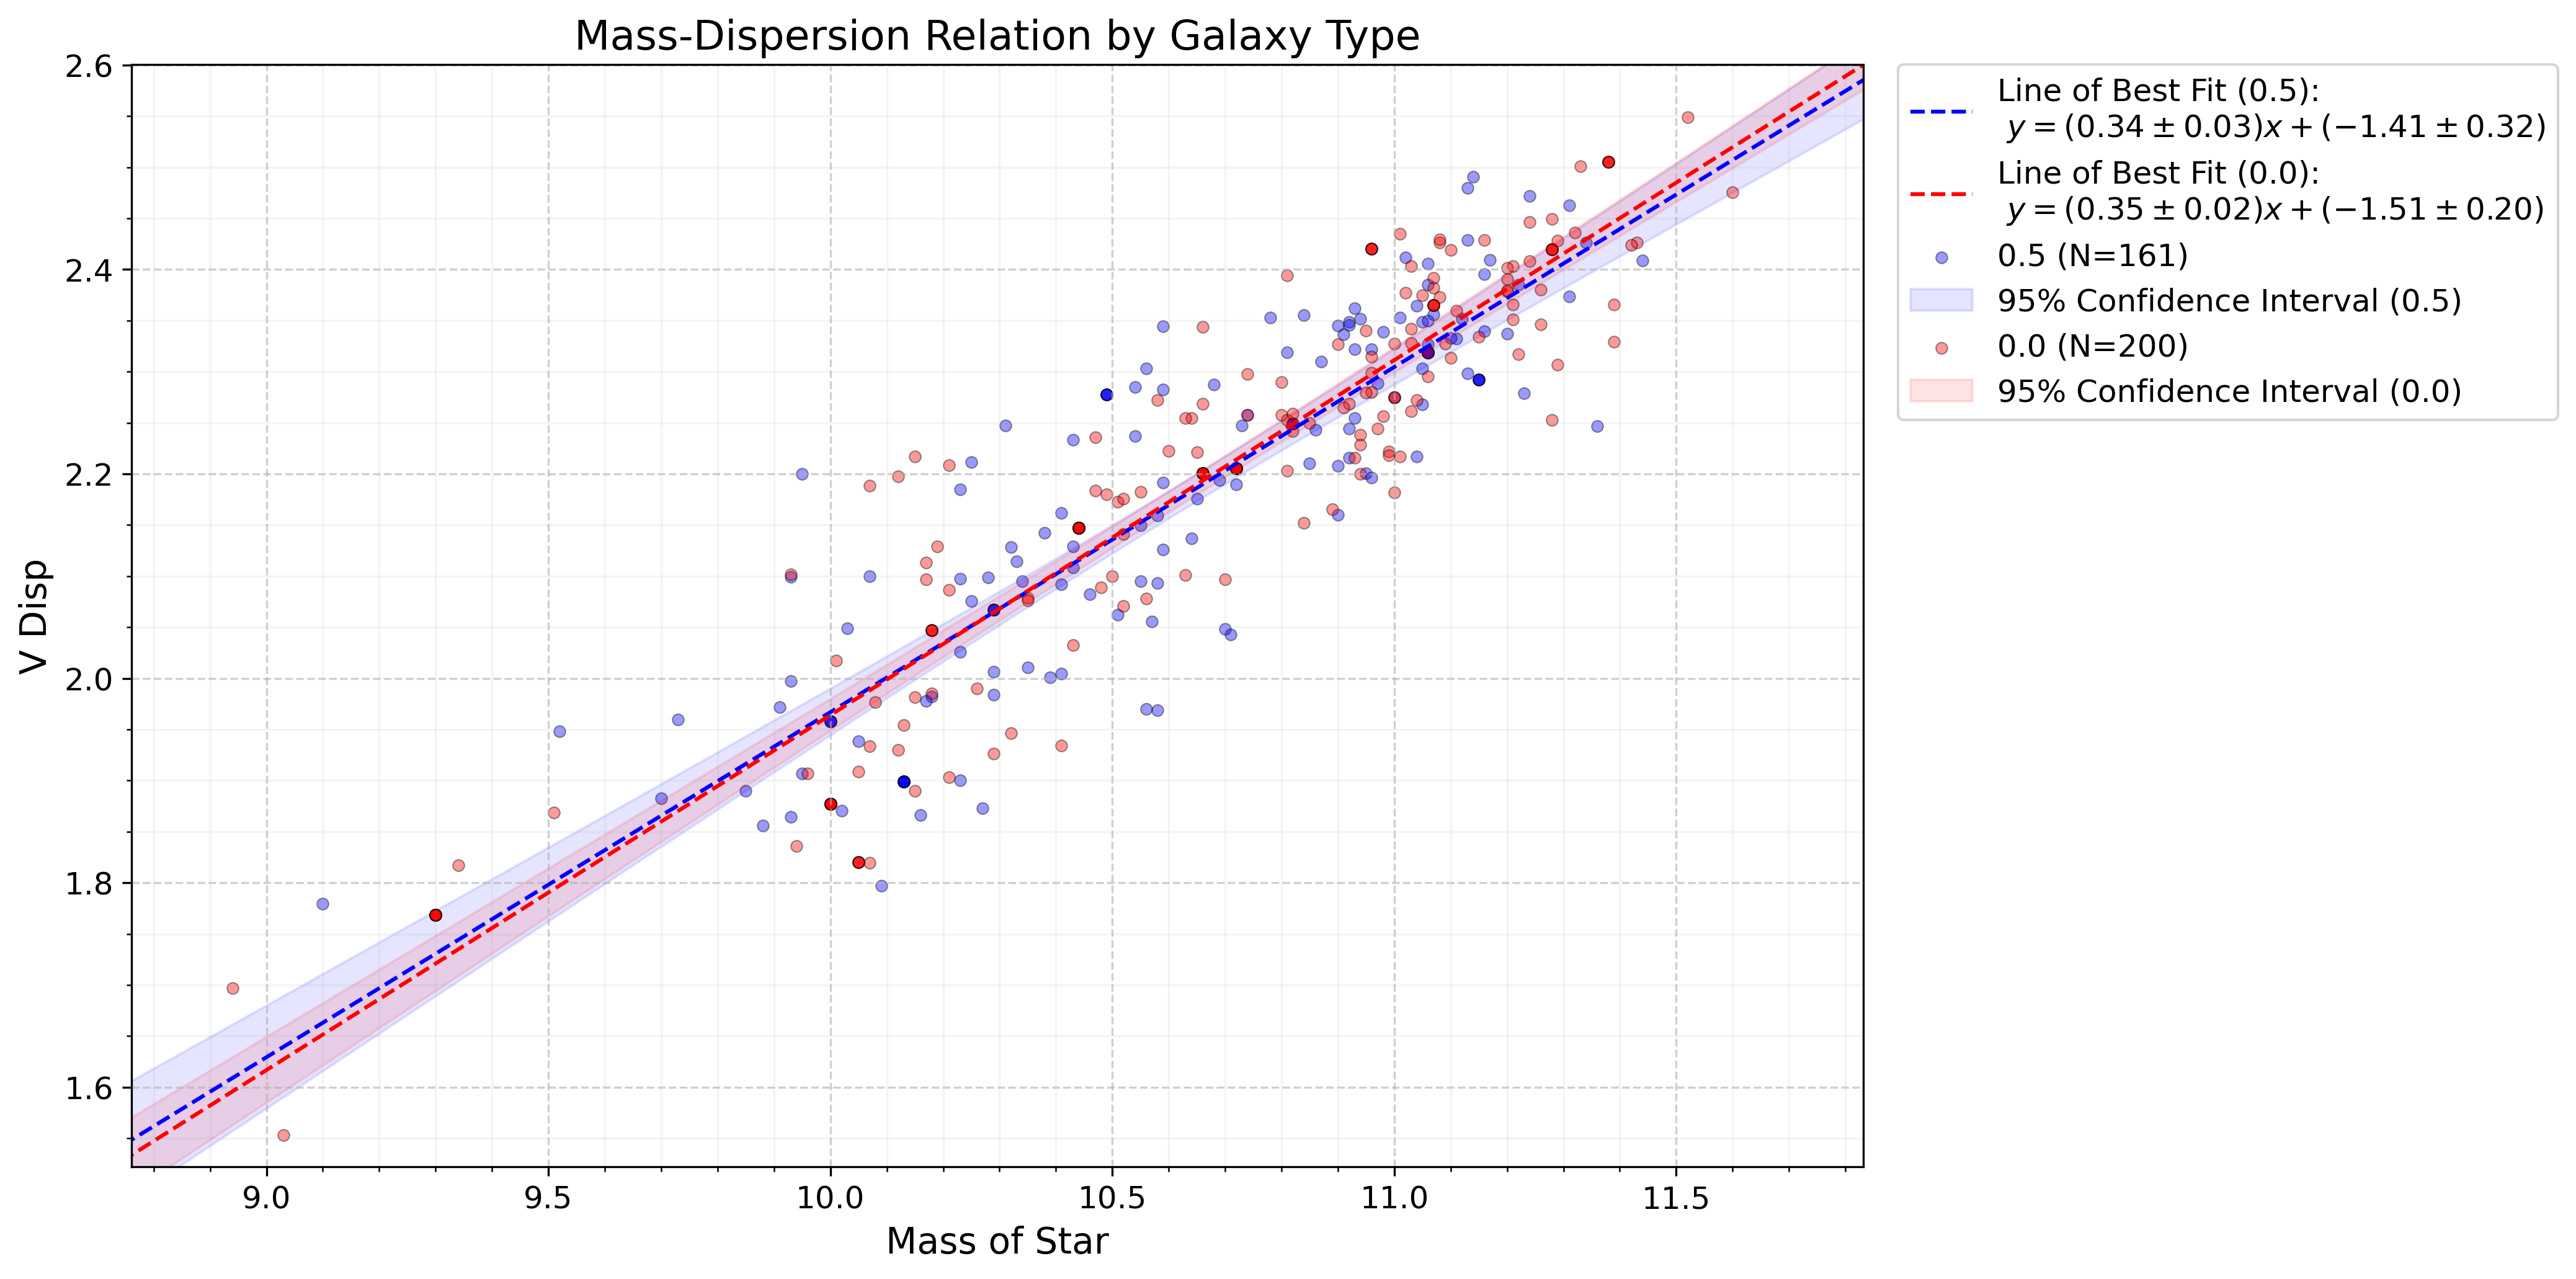 Mass-Dispersion Relation by Galaxy Type
2.6
2.4
2.2
2.0
1.8
1.6
V Disp
9.0 9.5 10.0 10.5 11.0 11.5
Mass of Star
Line of Best Fit (0.5):
y = (0.34 ± 0.03)x + (−1.41 ± 0.32)
Line of Best Fit (0.0):
y = (0.35 ± 0.02)x + (−1.51 ± 0.20)
0.5 (N=161)
95% Confidence Interval (0.5)
0.0 (N=200)
95% Confidence Interval (0.0)